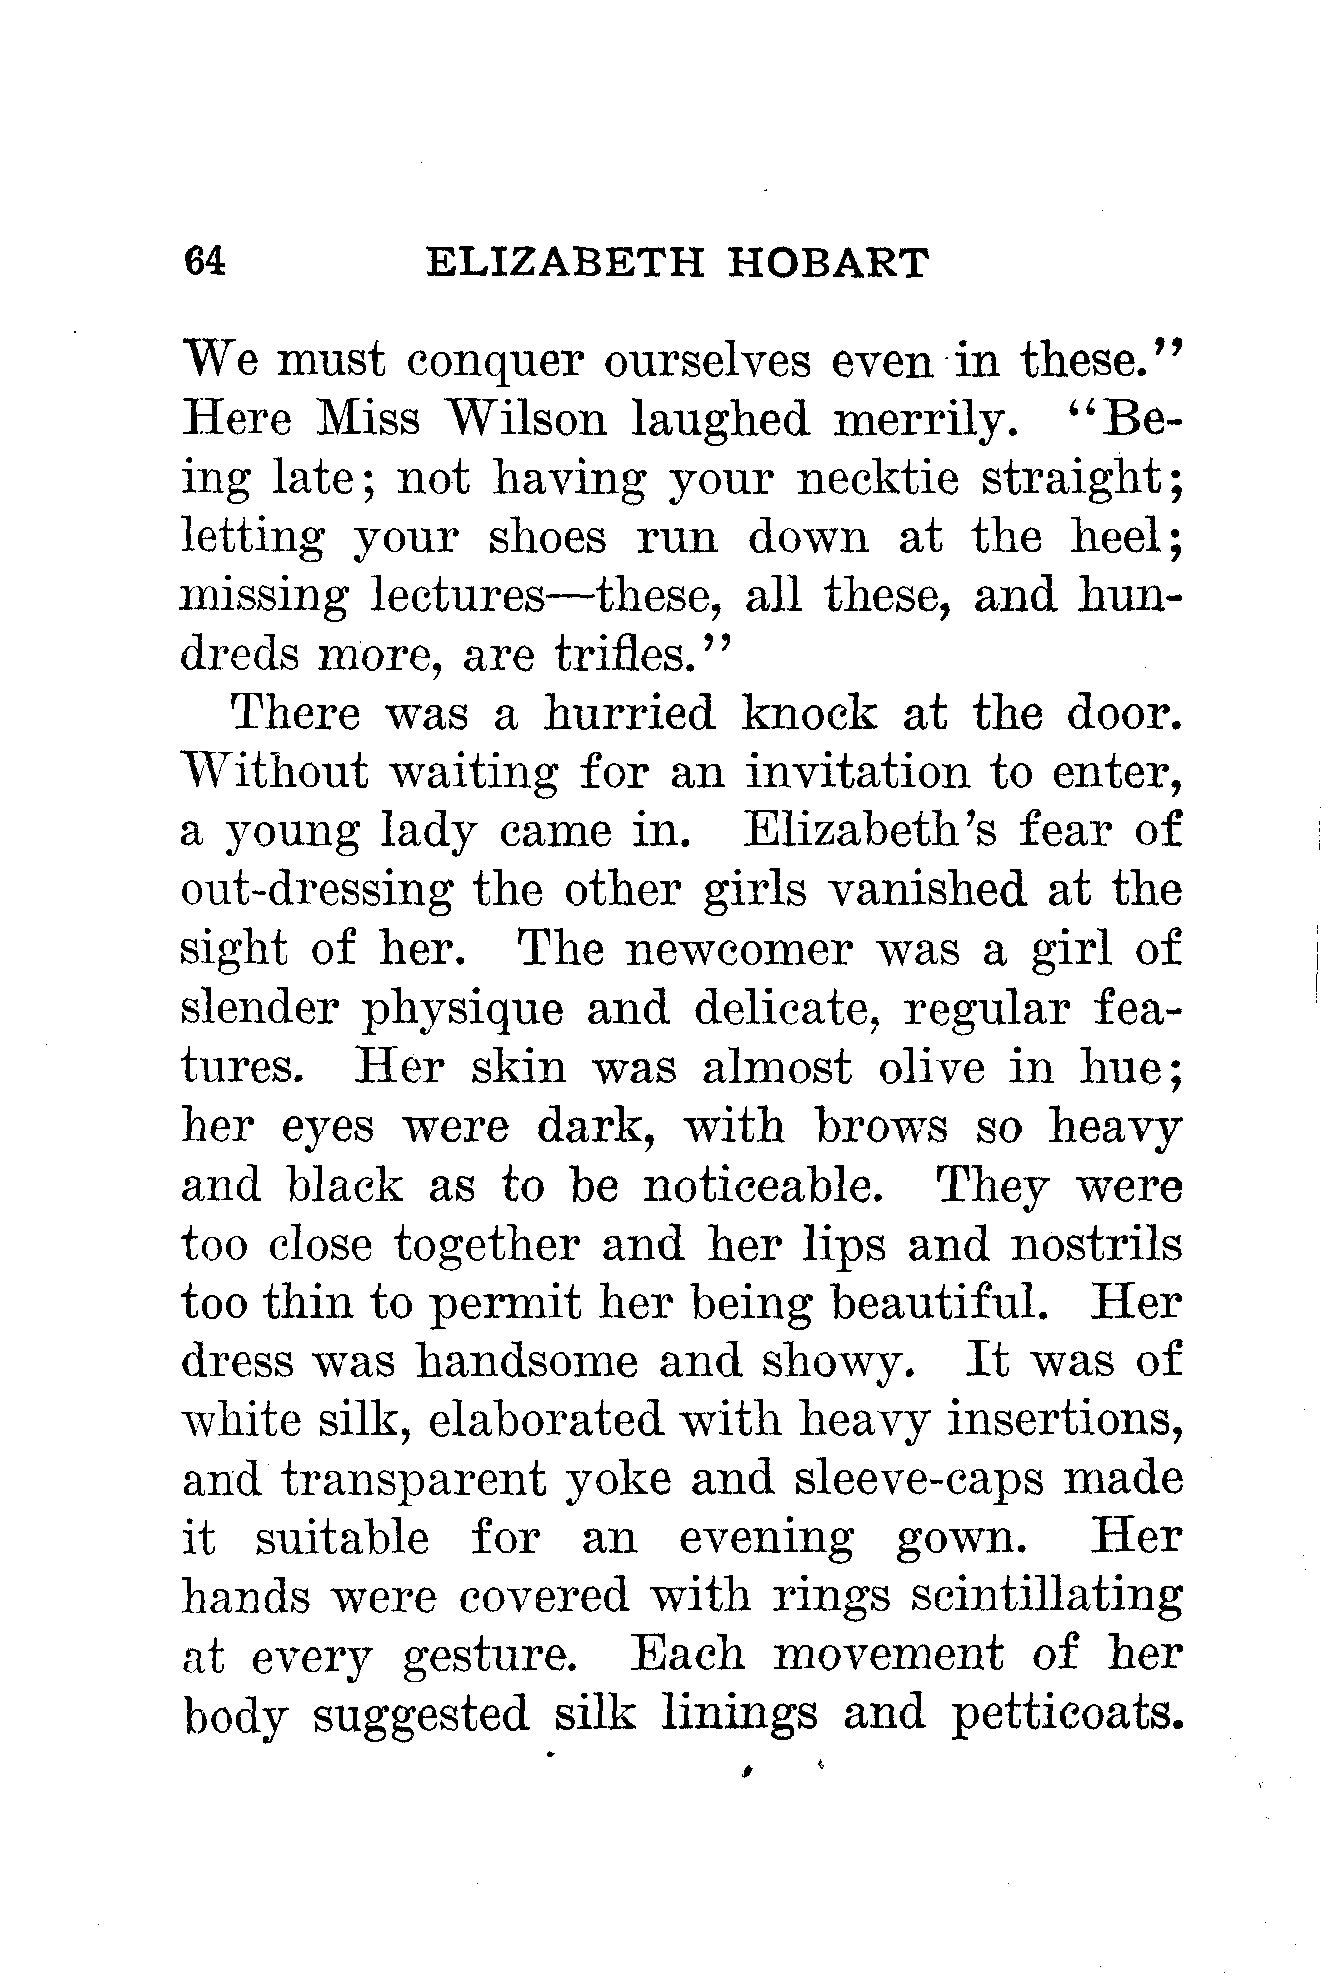 64 ELIZABETH HOBART
We must conquer ourselves even in these."
Here Miss Wilson laughed merrily. "Be-
ing late; not having your necktie straight;
letting your shoes run down at the heel;
missing lectures—these, all these, and hun-
dreds more, are trifles."
There was a hurried knock at the door.
Without waiting for an invitation to enter,
a young lady came in. Elizabeth's fear of
out-dressing the other girls vanished at the
sight of her. The newcomer was a girl of
slender physique and delicate, regular fea-
tures. Her skin was almost olive in hue;
her eyes were dark, with brows so heavy
and black as to be noticeable. They were
too close together and her lips and nostrils
too thin to permit her being beautiful. Her
dress was handsome and showy. It was of
white silk, elaborated with heavy insertions,
and transparent yoke and sleeve-caps made
it suitable for an evening gown. Her
hands were covered with rings scintillating
at every gesture. Each movement of her
body suggested silk linings and petticoats.